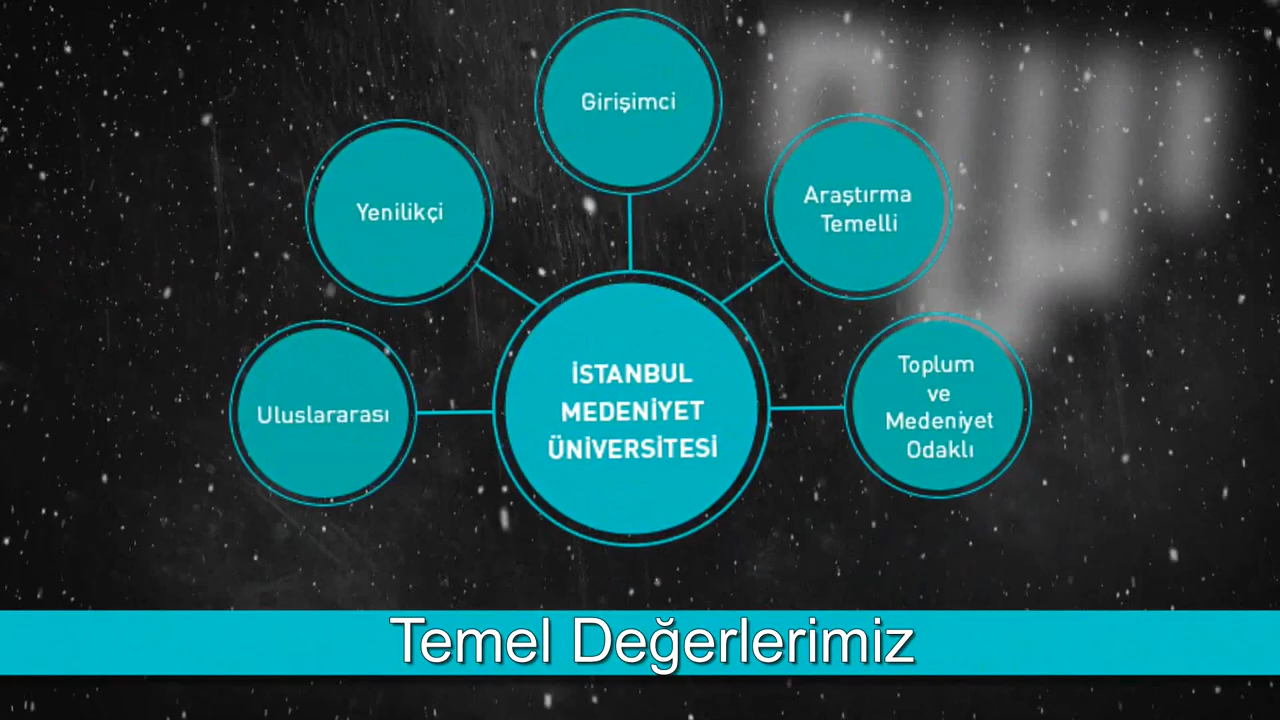 Girişimci
Yenilikçi
Araştırma
Temelli
Uluslararası
İSTANBUL
MEDENİYET
ÜNİVERSİTESİ
Toplum
ve
Medeniyet
Odaklı
Temel Değerlerimiz